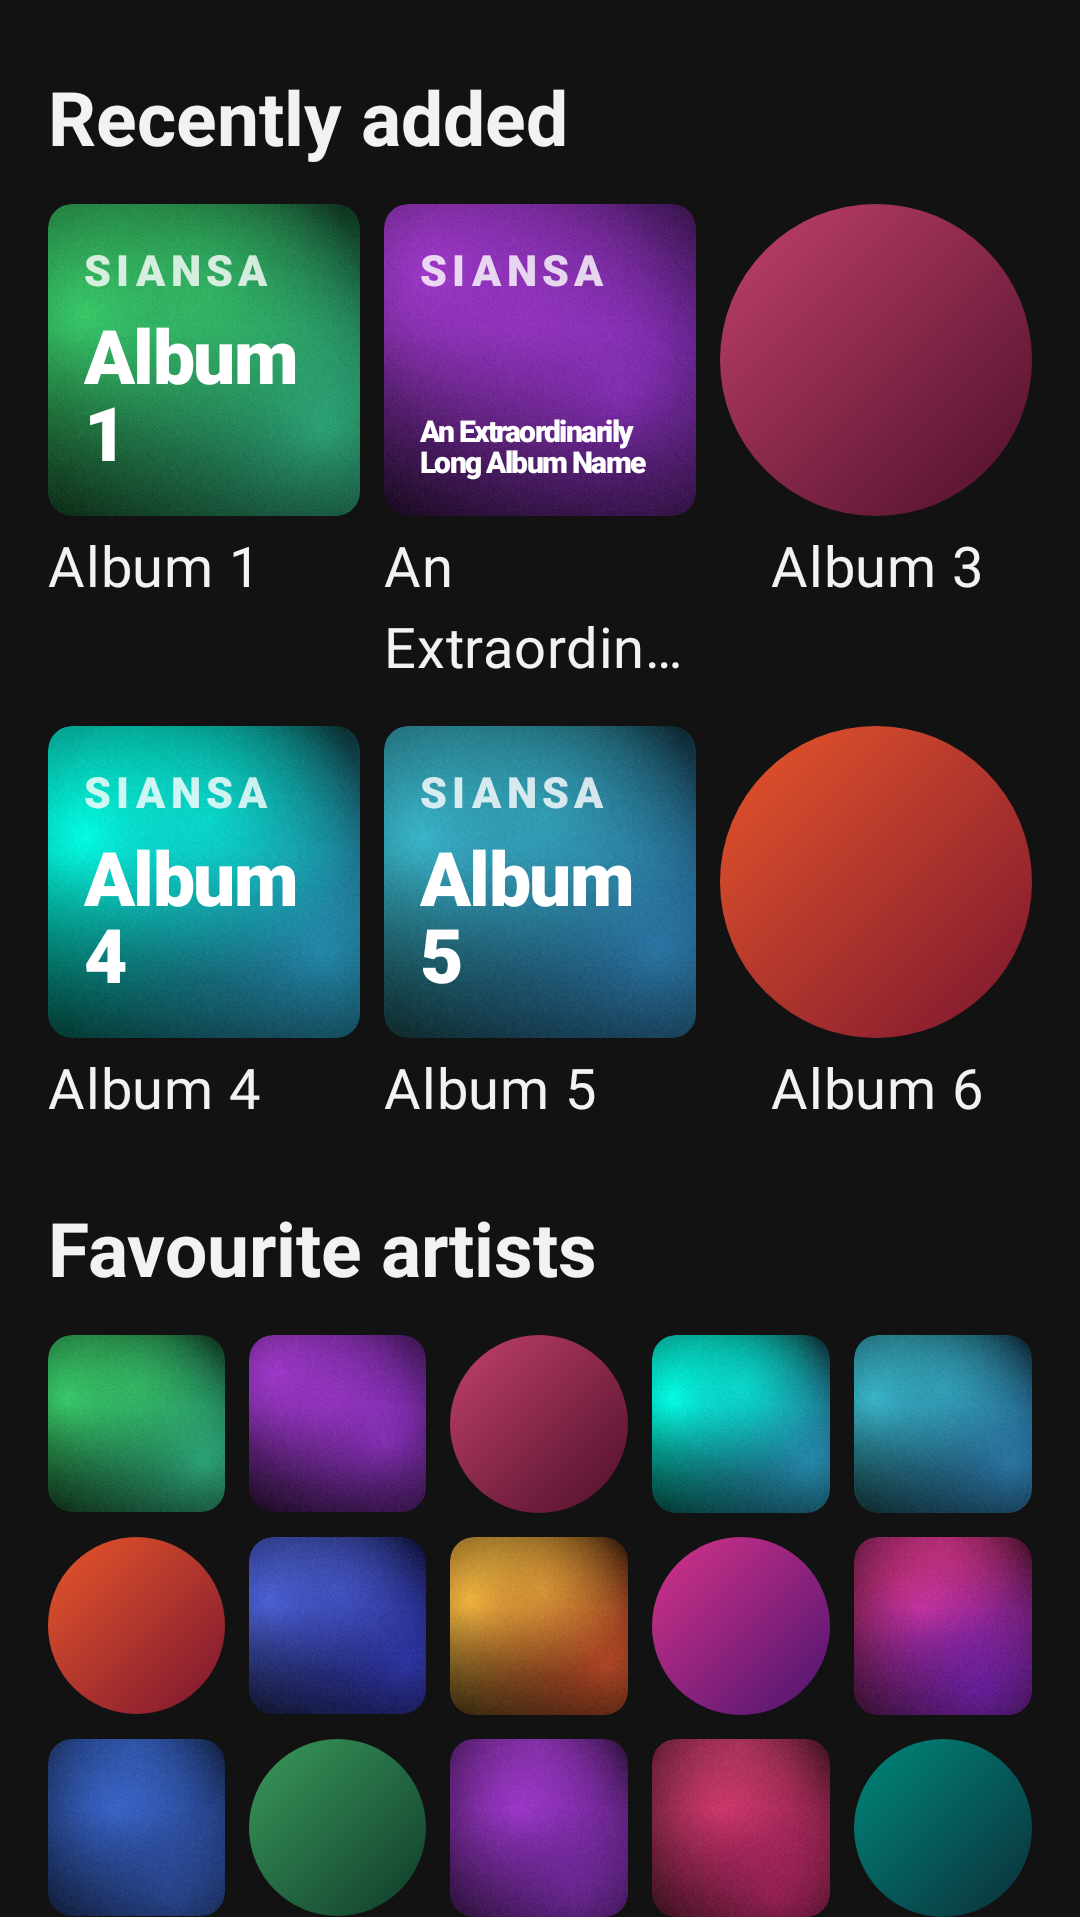 Recently added
SIANSA
Album
1
SIANSA
An Extraordinarily
Long Album Name
Album 1
An
Extraordin…
Album 3
SIANSA
Album
4
SIANSA
Album
5
Album 4
Album 5
Album 6
Favourite artists